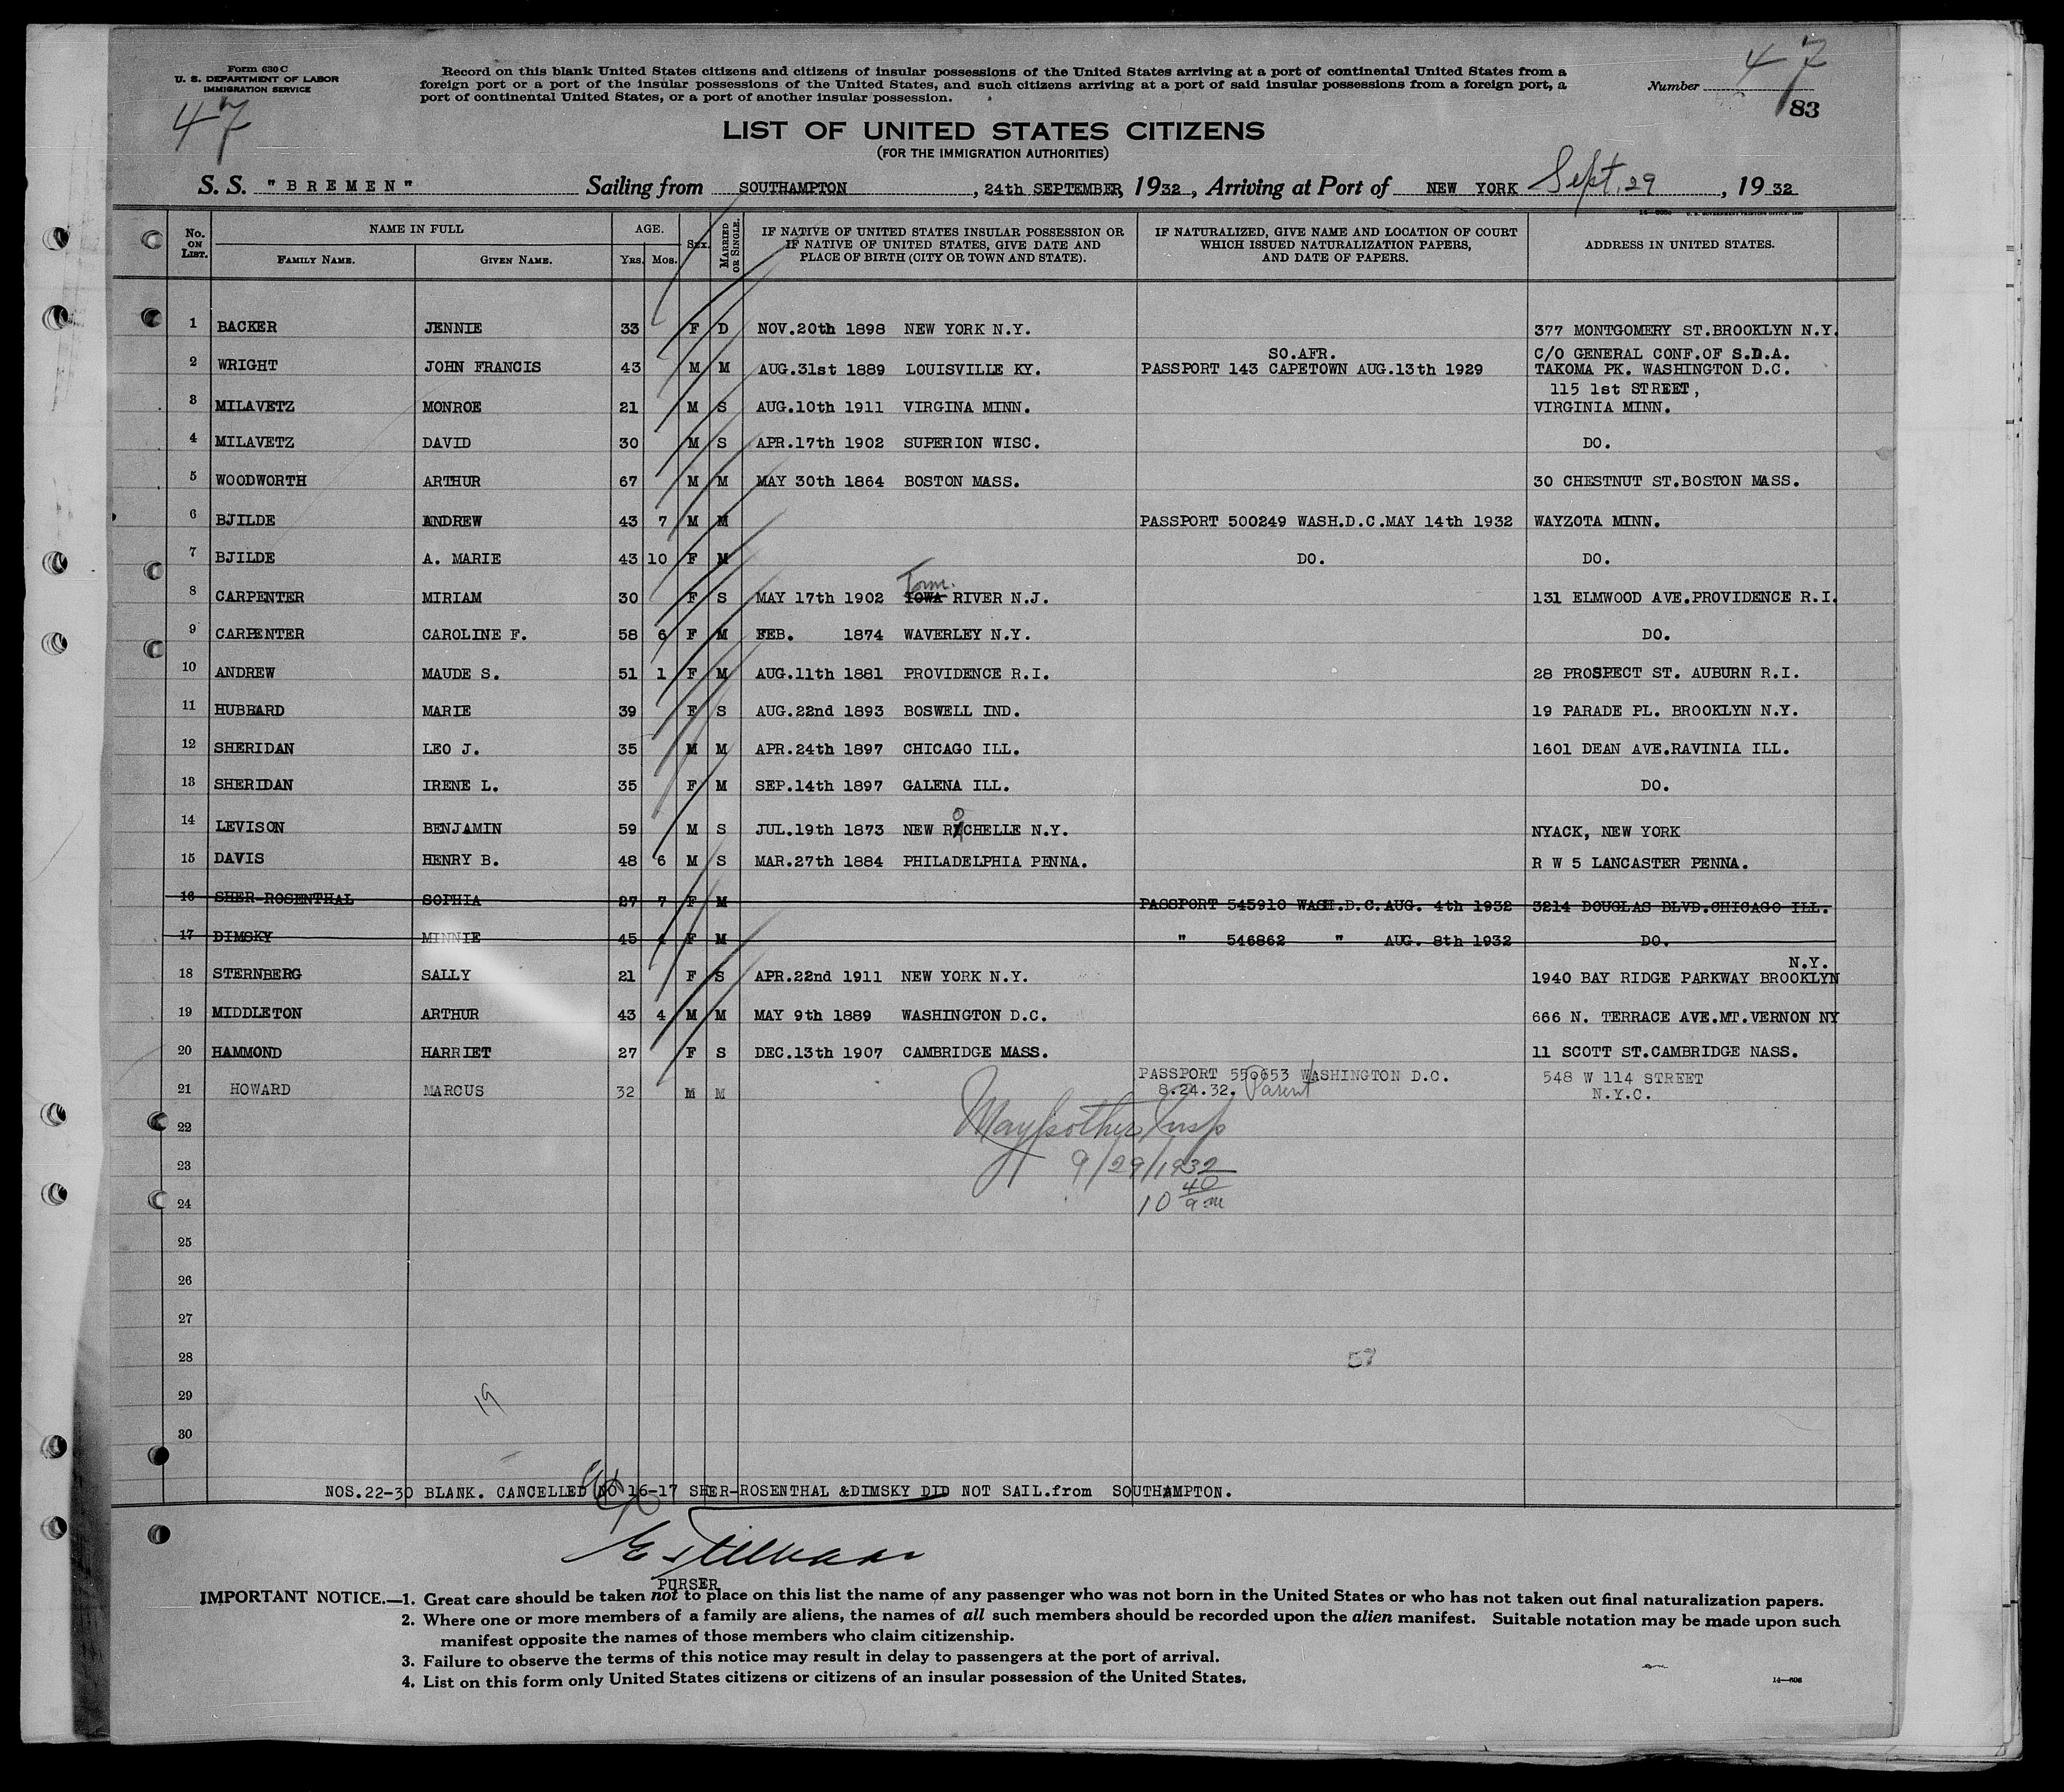 Form 630 C
U. S. DEPARTMENT OF LABOR
IMMIGRATION SERVICE
47
Record on this blank United States citizens and citizens of insular possessions of the United States arriving at a port of continental United States from a
foreign port or a port of the insular possessions of the United States, and such citizens arriving at a port of said insular possessions from a foreign port, a
port of continental United States, or a port of another insular possession.
Number 47
83
LIST OF UNITED STATES CITIZENS
(FOR THE IMMIGRATION AUTHORITIES)
S. S. "BREMEN" Sailing from SOUTHAMPTON, 24th SEPTEMBER, 1932, Arriving at Port of NEW YORK Sept. 29, 1932
No. ON LIST. NAME IN FULL AGE. SEX. MARRIED OR SINGLE. IF NATIVE OF UNITED STATES INSULAR POSSESSION OR IF NATIVE OF UNITED STATES, GIVE DATE AND PLACE OF BIRTH (CITY OR TOWN AND STATE). IF NATURALIZED, GIVE NAME AND LOCATION OF COURT WHICH ISSUED NATURALIZATION PAPERS, AND DATE OF PAPERS. ADDRESS IN UNITED STATES.
FAMILY NAME. GIVEN NAME. YRS. MOS.
1 BACKER JENNIE 33 F D NOV.20th 1898 NEW YORK N.Y. 377 MONTGOMERY ST.BROOKLYN N.Y.
SO.AFR. C/O GENERAL CONF.OF S.D.A.
2 WRIGHT JOHN FRANCIS 43 M M AUG.31st 1889 LOUISVILLE KY. PASSPORT 143 CAPETOWN AUG.13th 1929 TAKOMA PK. WASHINGTON D.C.
115 1st STREET,
3 MILAVETZ MONROE 21 M S AUG.10th 1911 VIRGINA MINN. VIRGINIA MINN.
4 MILAVETZ DAVID 30 M S APR.17th 1902 SUPERION WISC. DO.
5 WOODWORTH ARTHUR 67 M M MAY 30th 1864 BOSTON MASS. 30 CHESTNUT ST.BOSTON MASS.
6 BJILDE ANDREW 43 7 M M PASSPORT 500249 WASH.D.C.MAY 14th 1932 WAYZOTA MINN.
7 BJILDE A. MARIE 43 10 F M DO. DO.
Tom.
8 CARPENTER MIRIAM 30 F S MAY 17th 1902 IOWA RIVER N.J. 131 ELMWOOD AVE.PROVIDENCE R.I.
9 CARPENTER CAROLINE F. 58 6 F M FEB. 1874 WAVERLEY N.Y. DO.
10 ANDREW MAUDE S. 51 1 F M AUG.11th 1881 PROVIDENCE R.I. 28 PROSPECT ST. AUBURN R.I.
11 HUBBARD MARIE 39 F S AUG.22nd 1893 BOSWELL IND. 19 PARADE PL. BROOKLYN N.Y.
12 SHERIDAN LEO J. 35 M M APR.24th 1897 CHICAGO ILL. 1601 DEAN AVE.RAVINIA ILL.
13 SHERIDAN IRENE L. 35 F M SEP.14th 1897 GALENA ILL. DO.
14 LEVISON BENJAMIN 59 M S JUL.19th 1873 NEW ROCHELLE N.Y. NYACK, NEW YORK
15 DAVIS HENRY B. 48 6 M S MAR.27th 1884 PHILADELPHIA PENNA. R W 5 LANCASTER PENNA.
16 SHER-ROSENTHAL SOPHIA 27 7 F M PASSPORT 545910 WASH.D.C.AUG. 4th 1932 3214 DOUGLAS BLVD.CHICAGO ILL.
17 DIMSKY MINNIE 45 4 F M " 546862 " AUG. 8th 1932 DO.
N.Y.
18 STERNBERG SALLY 21 F S APR.22nd 1911 NEW YORK N.Y. 1940 BAY RIDGE PARKWAY BROOKLYN
19 MIDDLETON ARTHUR 43 4 M M MAY 9th 1889 WASHINGTON D.C. 666 N. TERRACE AVE.MT.VERNON NY
20 HAMMOND HARRIET 27 F S DEC.13th 1907 CAMBRIDGE MASS. 11 SCOTT ST.CAMBRIDGE NASS.
PASSPORT 550653 WASHINGTON D.C. 548 W 114 STREET
21 HOWARD MARCUS 32 M M 8.24.32. Parent N.Y.C.
22
Insp
23 9/29/1932
24 10 40 am
25
26
27
28 57
29 19
30
NOS.22-30 BLANK. CANCELLED NO 16-17 SHER-ROSENTHAL &DIMSKY DID NOT SAIL.from SOUTHAMPTON.
PURSER
IMPORTANT NOTICE.—1. Great care should be taken not to place on this list the name of any passenger who was not born in the United States or who has not taken out final naturalization papers.
2. Where one or more members of a family are aliens, the names of all such members should be recorded upon the alien manifest. Suitable notation may be made upon such
manifest opposite the names of those members who claim citizenship.
3. Failure to observe the terms of this notice may result in delay to passengers at the port of arrival.
4. List on this form only United States citizens or citizens of an insular possession of the United States.